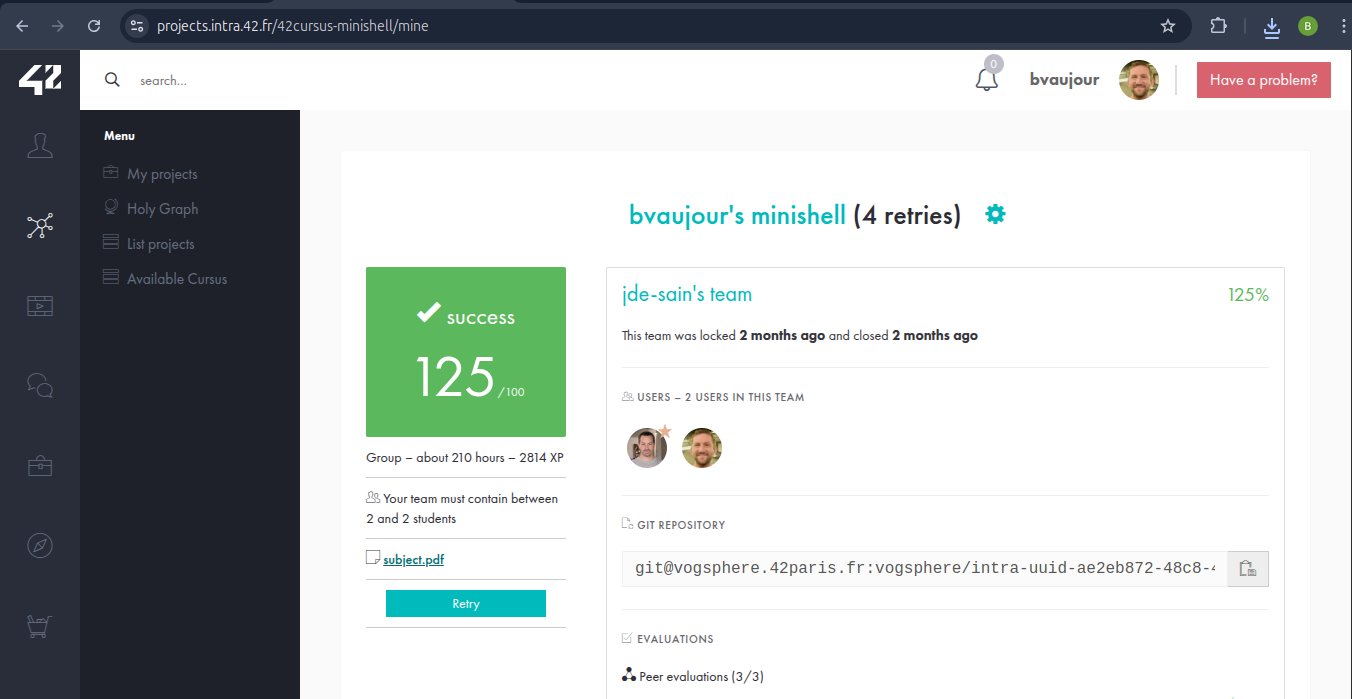 projects.intra.42.fr/42cursus-minishell/mine
B
42
search...
0
bvaujour
Have a problem?
Menu
My projects
Holy Graph
List projects
Available Cursus
bvaujour's minishell (4 retries)
success
125 /100
Group – about 210 hours – 2814 XP
Your team must contain between
2 and 2 students
subject.pdf
Retry
jde-sain's team
125%
This team was locked 2 months ago and closed 2 months ago
USERS – 2 USERS IN THIS TEAM
GIT REPOSITORY
git@vogsphere.42paris.fr:vogsphere/intra-uuid-ae2eb872-48c8-
EVALUATIONS
Peer evaluations (3/3)